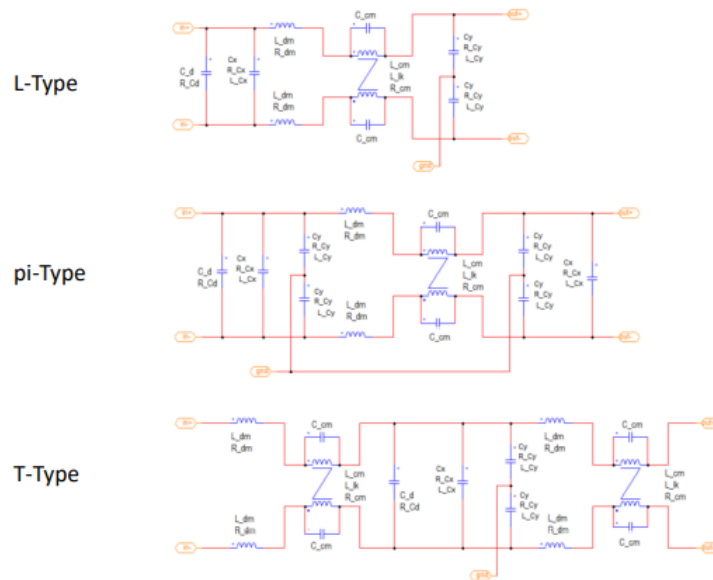 L-Type
in+
in-
C_d
R_Cd
Cx
R_Cx
L_Cx
L_dm
R_dm
L_dm
R_dm
C_cm
L_cm
L_lk
R_cm
C_cm
Cy
R_Cy
L_Cy
Cy
R_Cy
L_Cy
out+
out-
gnd
pi-Type
in+
in-
C_d
R_Cd
Cx
R_Cx
L_Cx
Cy
R_Cy
L_Cy
Cy
R_Cy
L_Cy
L_dm
R_dm
L_dm
R_dm
C_cm
L_cm
L_lk
R_cm
C_cm
Cy
R_Cy
L_Cy
Cy
R_Cy
L_Cy
Cx
R_Cx
L_Cx
out+
out-
gnd
T-Type
in+
in-
L_dm
R_dm
L_dm
R_dm
C_cm
L_cm
L_lk
R_cm
C_cm
C_d
R_Cd
Cx
R_Cx
L_Cx
Cy
R_Cy
L_Cy
Cy
R_Cy
L_Cy
L_dm
R_dm
L_dm
R_dm
C_cm
L_cm
L_lk
R_cm
C_cm
out+
out-
gnd